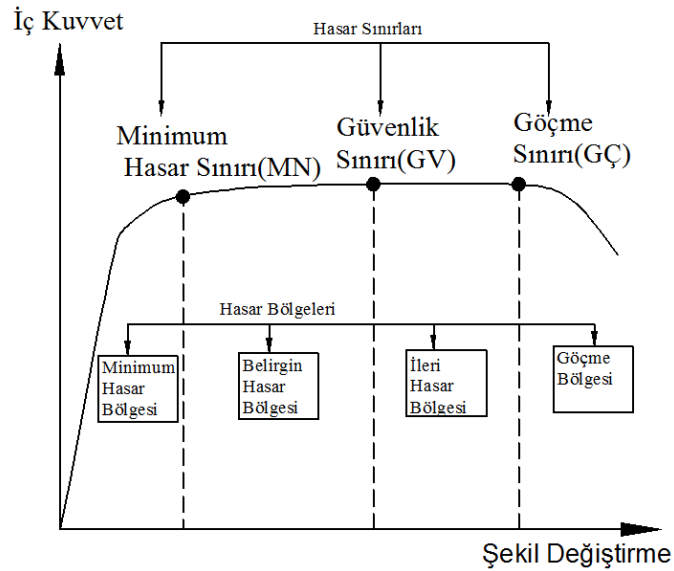 İç Kuvvet
Hasar Sınırları
Minimum
Hasar Sınırı(MN)
Güvenlik
Sınırı(GV)
Göçme
Sınırı(GÇ)
Hasar Bölgeleri
Minimum
Hasar
Bölgesi
Belirgin
Hasar
Bölgesi
İleri
Hasar
Bölgesi
Göçme
Bölgesi
Şekil Değiştirme